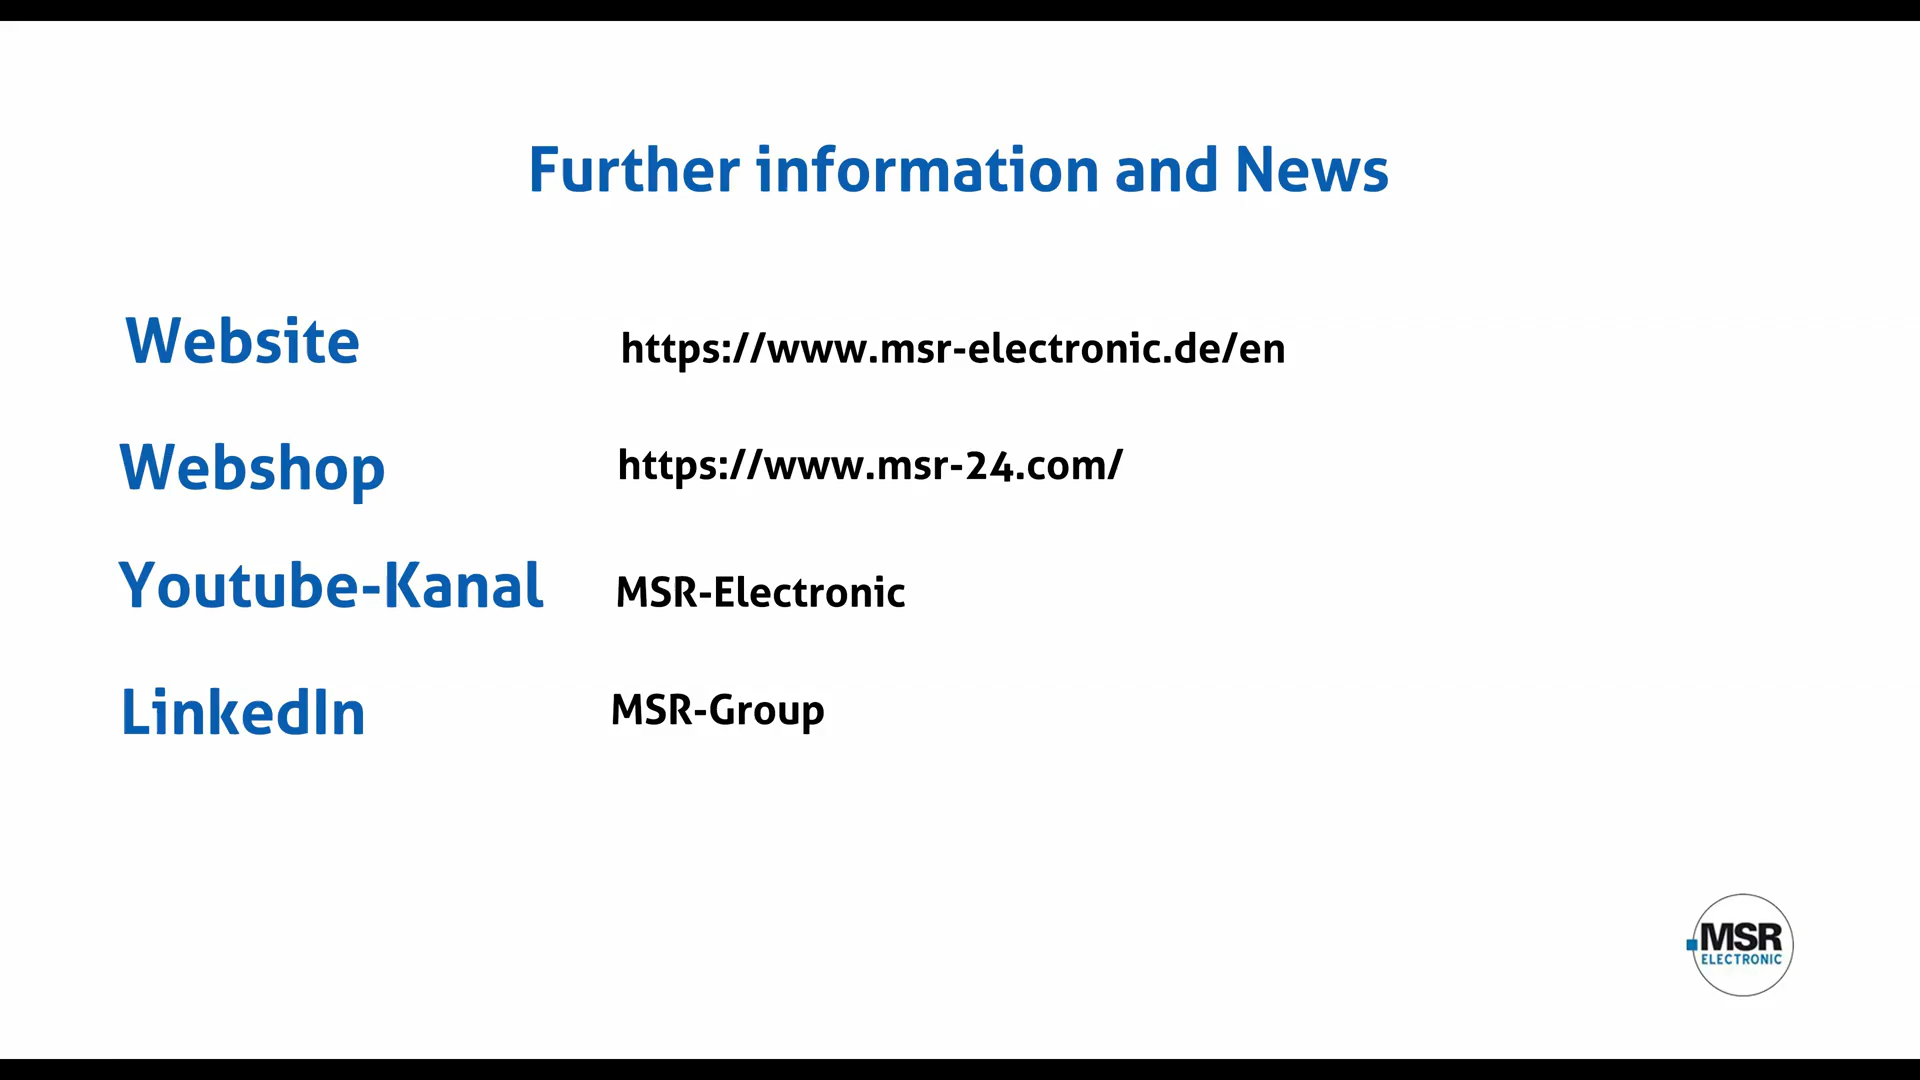 Further information and News
Website https://www.msr-electronic.de/en
Webshop https://www.msr-24.com/
Youtube-Kanal MSR-Electronic
LinkedIn MSR-Group
MSR
ELECTRONIC